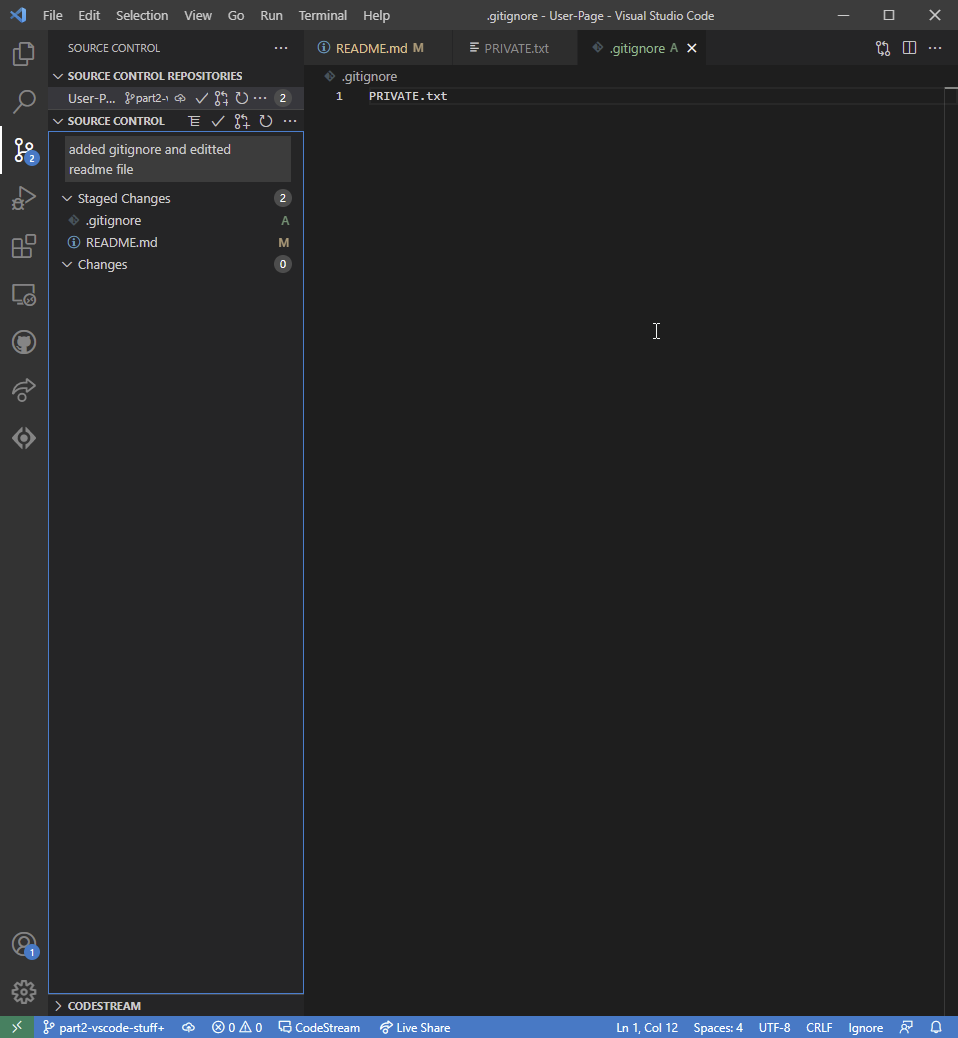 File Edit Selection View Go Run Terminal Help .gitignore - User-Page - Visual Studio Code
SOURCE CONTROL
README.md M PRIVATE.txt .gitignore A
SOURCE CONTROL REPOSITORIES
.gitignore
User-P... part2-v 2
1 PRIVATE.txt
SOURCE CONTROL
2
added gitignore and editted
readme file
Staged Changes 2
.gitignore A
README.md M
Changes 0
1
CODESTREAM
part2-vscode-stuff+ 0 0 CodeStream Live Share Ln 1, Col 12 Spaces: 4 UTF-8 CRLF Ignore